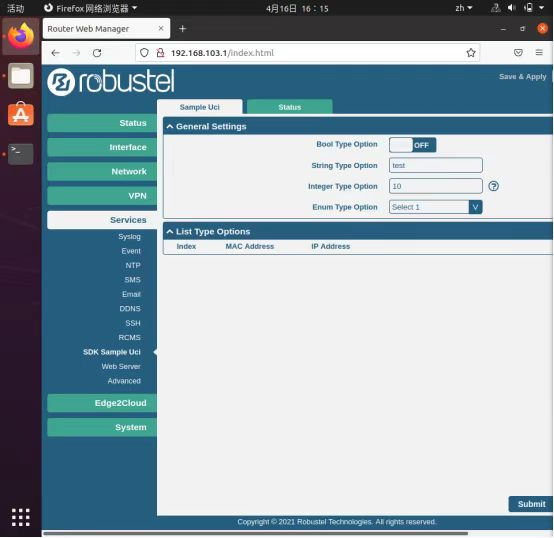 活动 Firefox 网络浏览器 4月16日 16：15 zh
Router Web Manager
192.168.103.1/index.html
robustel
Save & Apply
Sample Uci Status
Status
Interface
Network
VPN
Services
Syslog
Event
NTP
SMS
Email
DDNS
SSH
RCMS
SDK Sample Uci
Web Server
Advanced
Edge2Cloud
System
General Settings
Bool Type Option OFF
String Type Option test
Integer Type Option 10
Enum Type Option Select 1 V
List Type Options
Index MAC Address IP Address
Submit
Copyright © 2021 Robustel Technologies. All rights reserved.